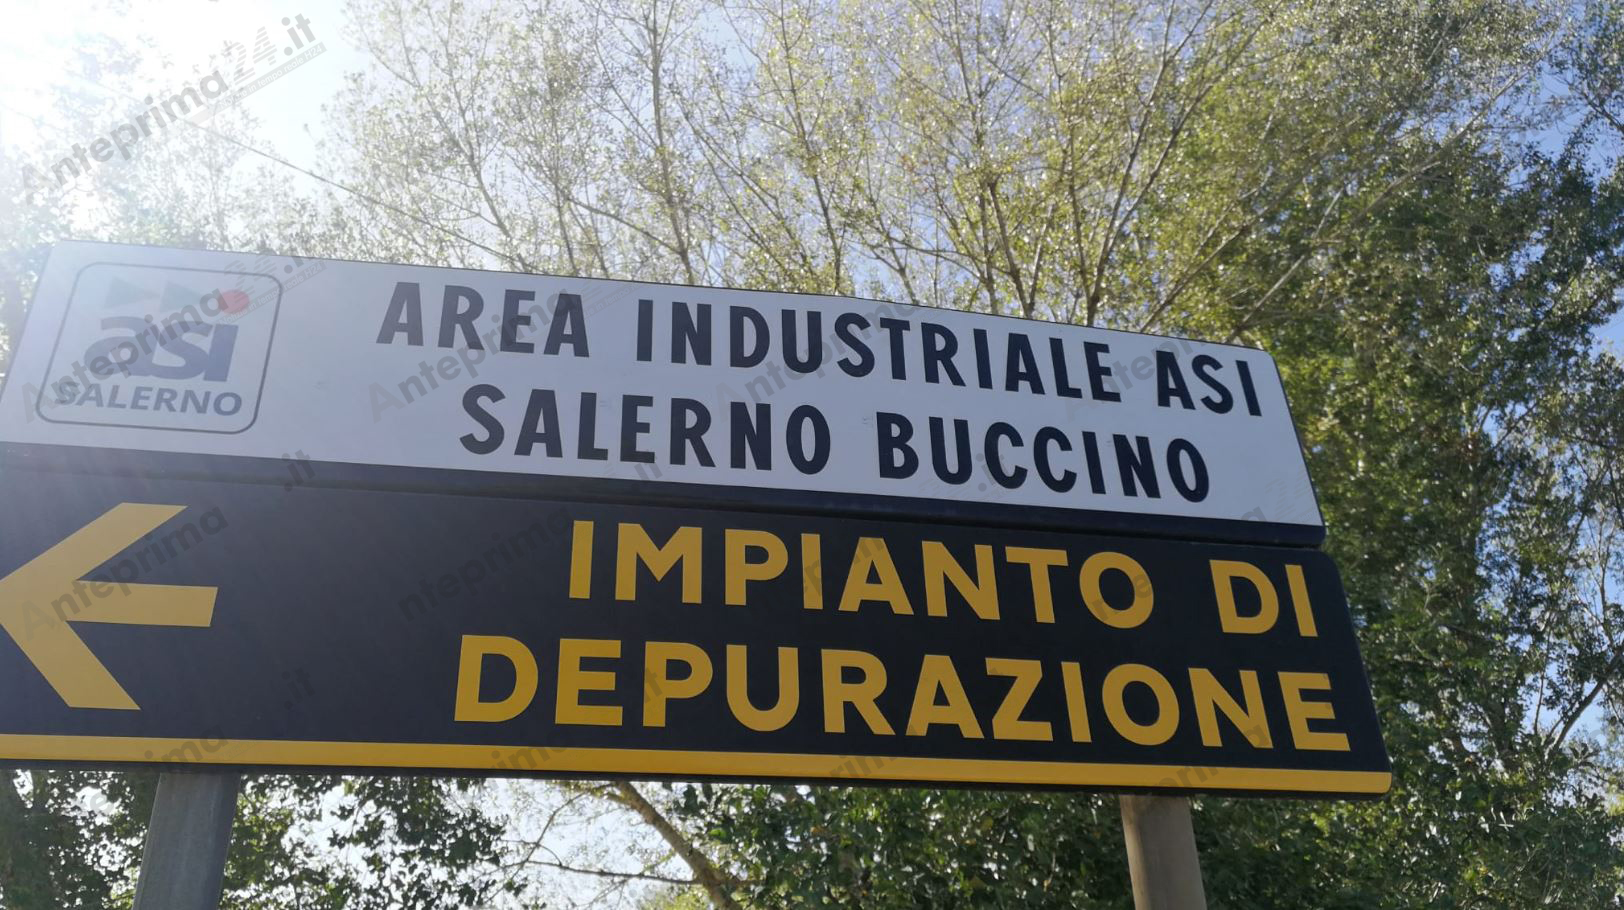 asi
SALERNO
AREA INDUSTRIALE ASI
SALERNO BUCCINO
IMPIANTO DI
DEPURAZIONE
Anteprima24.it